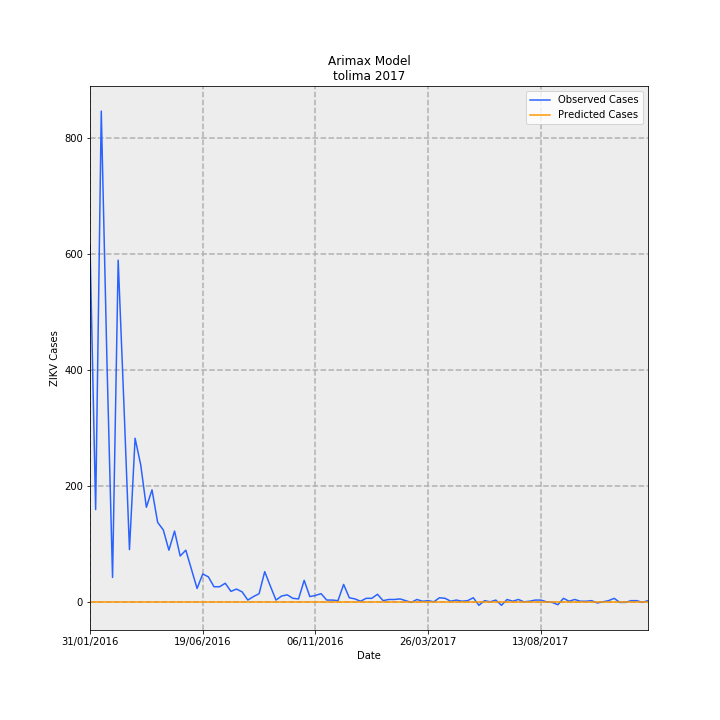 Arimax Model
tolima 2017
Observed Cases
Predicted Cases
800
600
400
200
0
ZIKV Cases
31/01/2016
19/06/2016
06/11/2016
26/03/2017
13/08/2017
Date